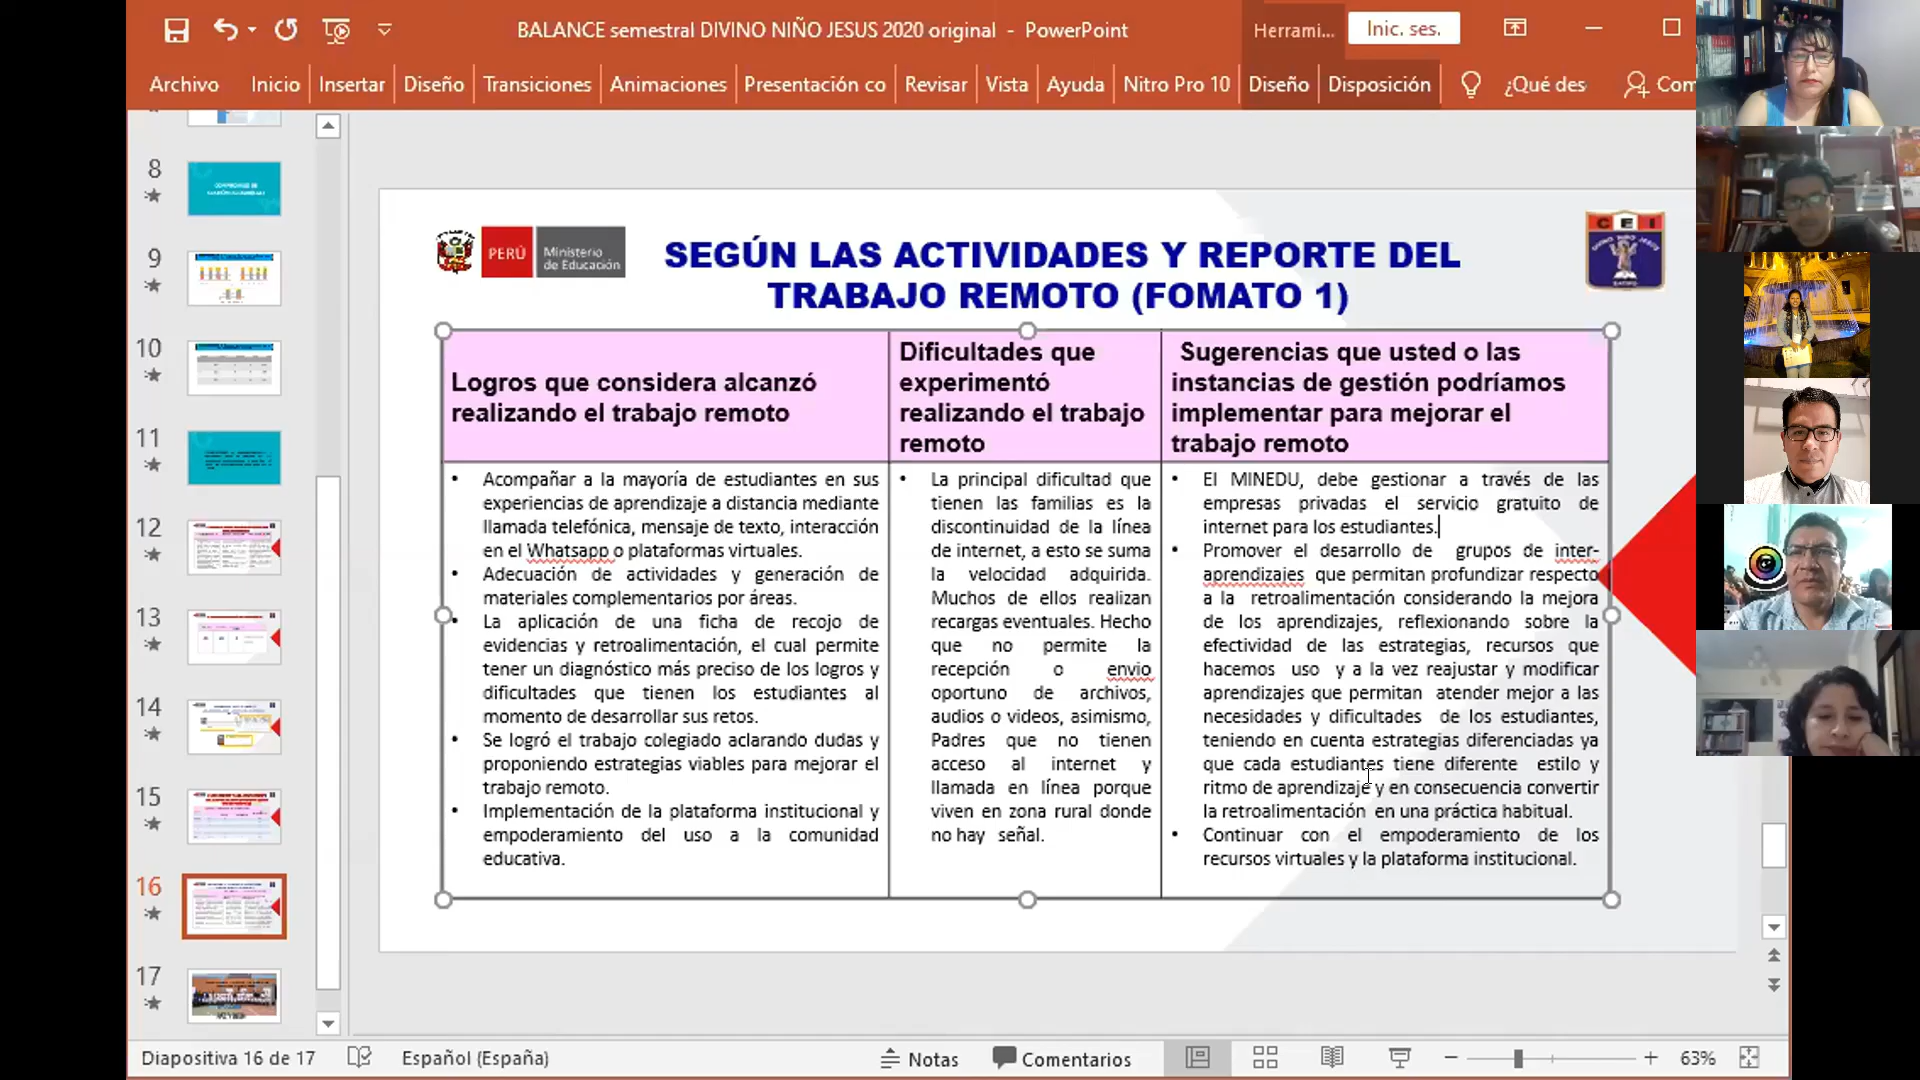 BALANCE semestral DIVINO NIÑO JESUS 2020 original - PowerPoint
Herrami...
Inic. ses.
Archivo Inicio Insertar Diseño Transiciones Animaciones Presentación co Revisar Vista Ayuda Nitro Pro 10 Diseño Disposición ¿Qué des Com
8
9
10
11
12
13
14
15
16
17
PERÚ
Ministerio
de Educación
CEI
DIVINO NIÑO JESUS
SEGÚN LAS ACTIVIDADES Y REPORTE DEL
TRABAJO REMOTO (FOMATO 1)
Logros que considera alcanzó
realizando el trabajo remoto
• Acompañar a la mayoría de estudiantes en sus
experiencias de aprendizaje a distancia mediante
llamada telefónica, mensaje de texto, interacción
en el Whatsapp o plataformas virtuales.
• Adecuación de actividades y generación de
materiales complementarios por áreas.
• La aplicación de una ficha de recojo de
evidencias y retroalimentación, el cual permite
tener un diagnóstico más preciso de los logros y
dificultades que tienen los estudiantes al
momento de desarrollar sus retos.
• Se logró el trabajo colegiado aclarando dudas y
proponiendo estrategias viables para mejorar el
trabajo remoto.
• Implementación de la plataforma institucional y
empoderamiento del uso a la comunidad
educativa.
Dificultades que
experimentó
realizando el trabajo
remoto
• La principal dificultad que
tienen las familias es la
discontinuidad de la línea
de internet, a esto se suma
la velocidad adquirida.
Muchos de ellos realizan
recargas eventuales. Hecho
que no permite la
recepción o envio
oportuno de archivos,
audios o videos, asimismo,
Padres que no tienen
acceso al internet y
llamada en línea porque
viven en zona rural donde
no hay señal.
Sugerencias que usted o las
instancias de gestión podríamos
implementar para mejorar el
trabajo remoto
• El MINEDU, debe gestionar a través de las
empresas privadas el servicio gratuito de
internet para los estudiantes.
• Promover el desarrollo de grupos de inter-
aprendizajes que permitan profundizar respecto
a la retroalimentación considerando la mejora
de los aprendizajes, reflexionando sobre la
efectividad de las estrategias, recursos que
hacemos uso y a la vez reajustar y modificar
aprendizajes que permitan atender mejor a las
necesidades y dificultades de los estudiantes,
teniendo en cuenta estrategias diferenciadas ya
que cada estudiantes tiene diferente estilo y
ritmo de aprendizaje y en consecuencia convertir
la retroalimentación en una práctica habitual.
• Continuar con el empoderamiento de los
recursos virtuales y la plataforma institucional.
Diapositiva 16 de 17 Español (España) Notas Comentarios 63%